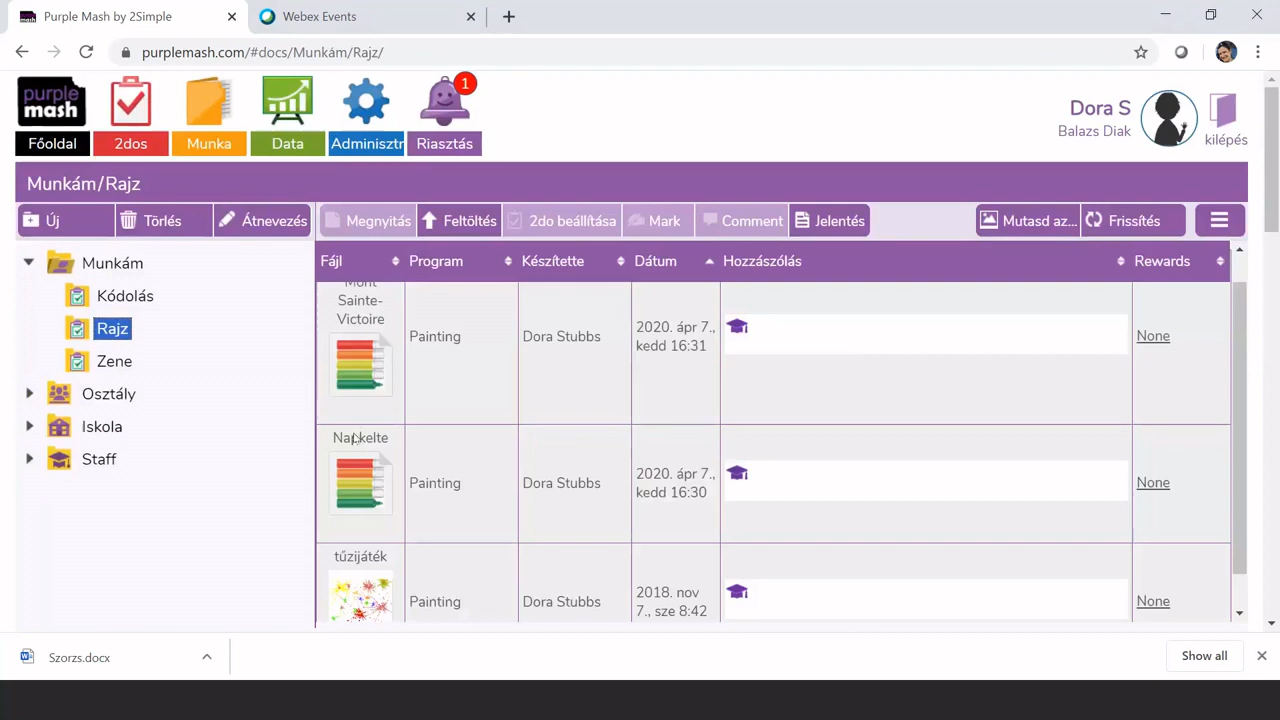 Purple Mash by 2Simple
Webex Events
purplemash.com/#docs/Munkám/Rajz/
purple
mash
1
Dora S
Balazs Diak
kilépés
Főoldal
2dos
Munka
Data
Adminisztr
Riasztás
Munkám/Rajz
Új
Törlés
Átnevezés
Megnyitás
Feltöltés
2do beállítása
Mark
Comment
Jelentés
Mutasd az...
Frissítés
Munkám
Kódolás
Rajz
Zene
Osztály
Iskola
Staff
Fájl
Program
Készítette
Dátum
Hozzászólás
Rewards
Mont
Sainte-
Victoire
Painting
Dora Stubbs
2020. ápr 7.,
kedd 16:31
None
Napkelte
Painting
Dora Stubbs
2020. ápr 7.,
kedd 16:30
None
tűzijáték
Painting
Dora Stubbs
2018. nov
7., sze 8:42
None
Szorzs.docx
Show all